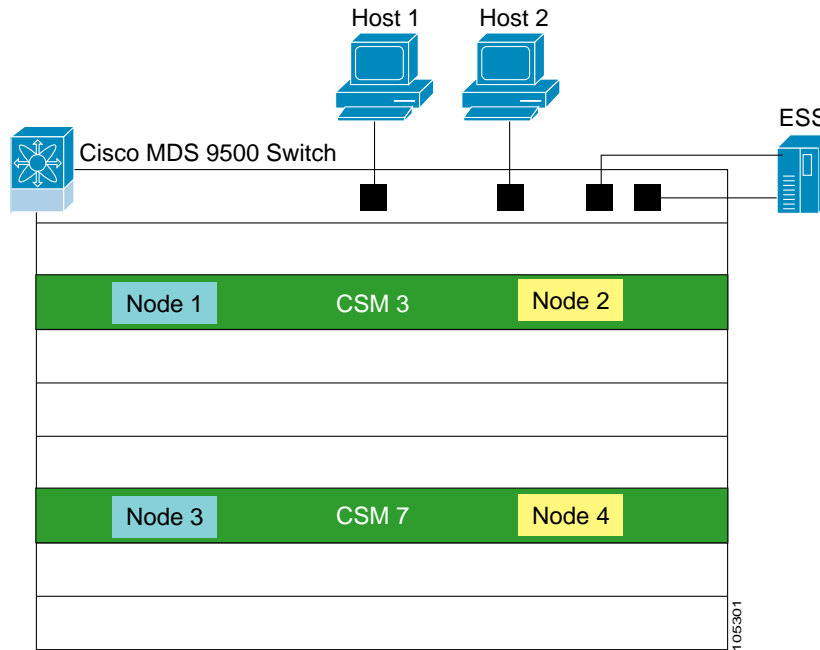 Host 1 Host 2
ESS
Cisco MDS 9500 Switch
Node 1 CSM 3 Node 2
Node 3 CSM 7 Node 4
105301